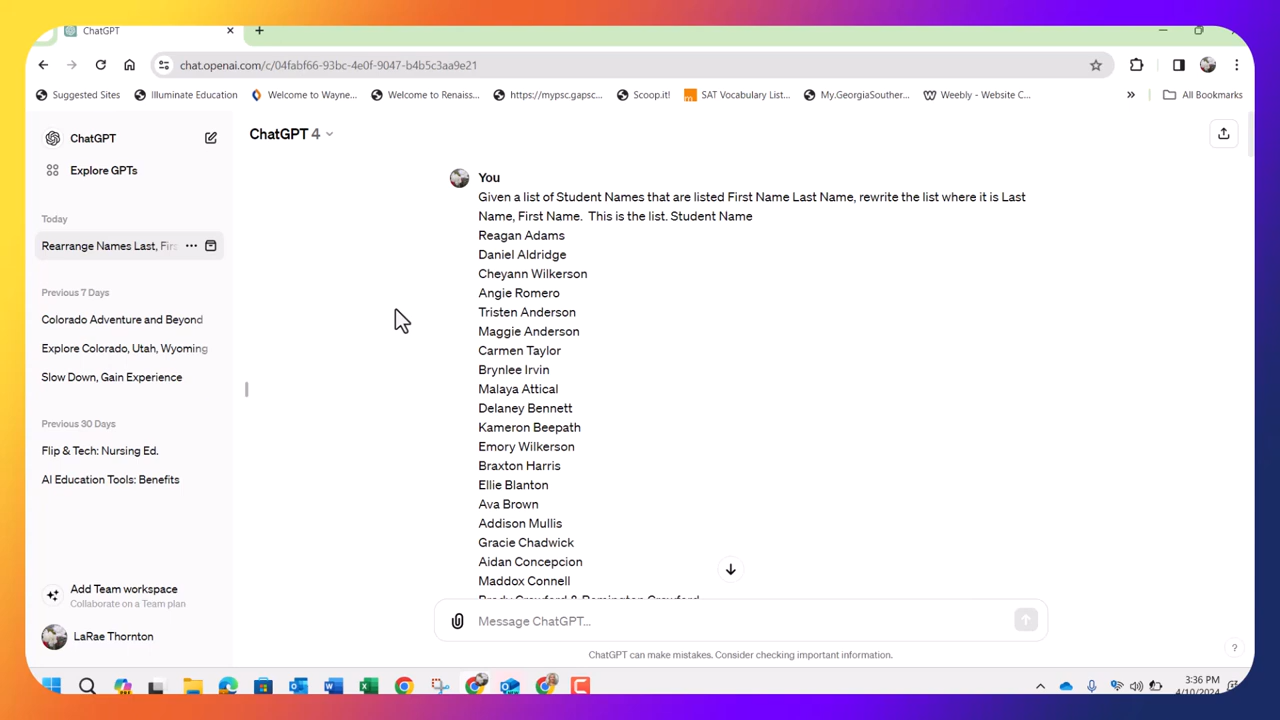 ChatGPT
chat.openai.com/c/04fabf66-93bc-4e0f-9047-b4b5c3aa9e21
Suggested Sites
Illuminate Education
Welcome to Wayne...
Welcome to Renaiss...
https://mypsc.gapsc...
Scoop.it!
SAT Vocabulary List...
My.GeorgiaSouther...
Weebly - Website C...
All Bookmarks
ChatGPT
Explore GPTs
Today
Rearrange Names Last, Firs
Previous 7 Days
Colorado Adventure and Beyond
Explore Colorado, Utah, Wyoming
Slow Down, Gain Experience
Previous 30 Days
Flip & Tech: Nursing Ed.
AI Education Tools: Benefits
Add Team workspace
Collaborate on a Team plan
LaRae Thornton
ChatGPT 4
You
Given a list of Student Names that are listed First Name Last Name, rewrite the list where it is Last
Name, First Name. This is the list. Student Name
Reagan Adams
Daniel Aldridge
Cheyann Wilkerson
Angie Romero
Tristen Anderson
Maggie Anderson
Carmen Taylor
Brynlee Irvin
Malaya Attical
Delaney Bennett
Kameron Beepath
Emory Wilkerson
Braxton Harris
Ellie Blanton
Ava Brown
Addison Mullis
Gracie Chadwick
Aidan Concepcion
Maddox Connell
Brady Crawford & Remington Crawford
Message ChatGPT...
ChatGPT can make mistakes. Consider checking important information.
?
3:36 PM
4/10/2024